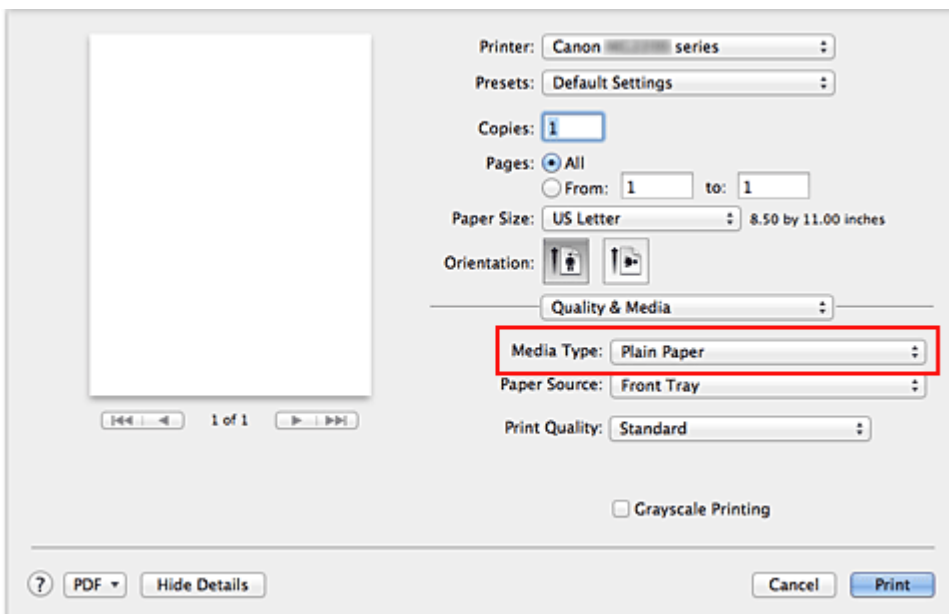 Printer: Canon series
Presets: Default Settings
Copies: 1
Pages: All
From: 1 to: 1
Paper Size: US Letter 8.50 by 11.00 inches
Orientation:
Quality & Media
Media Type: Plain Paper
Paper Source: Front Tray
1 of 1
Print Quality: Standard
Grayscale Printing
? PDF Hide Details Cancel Print